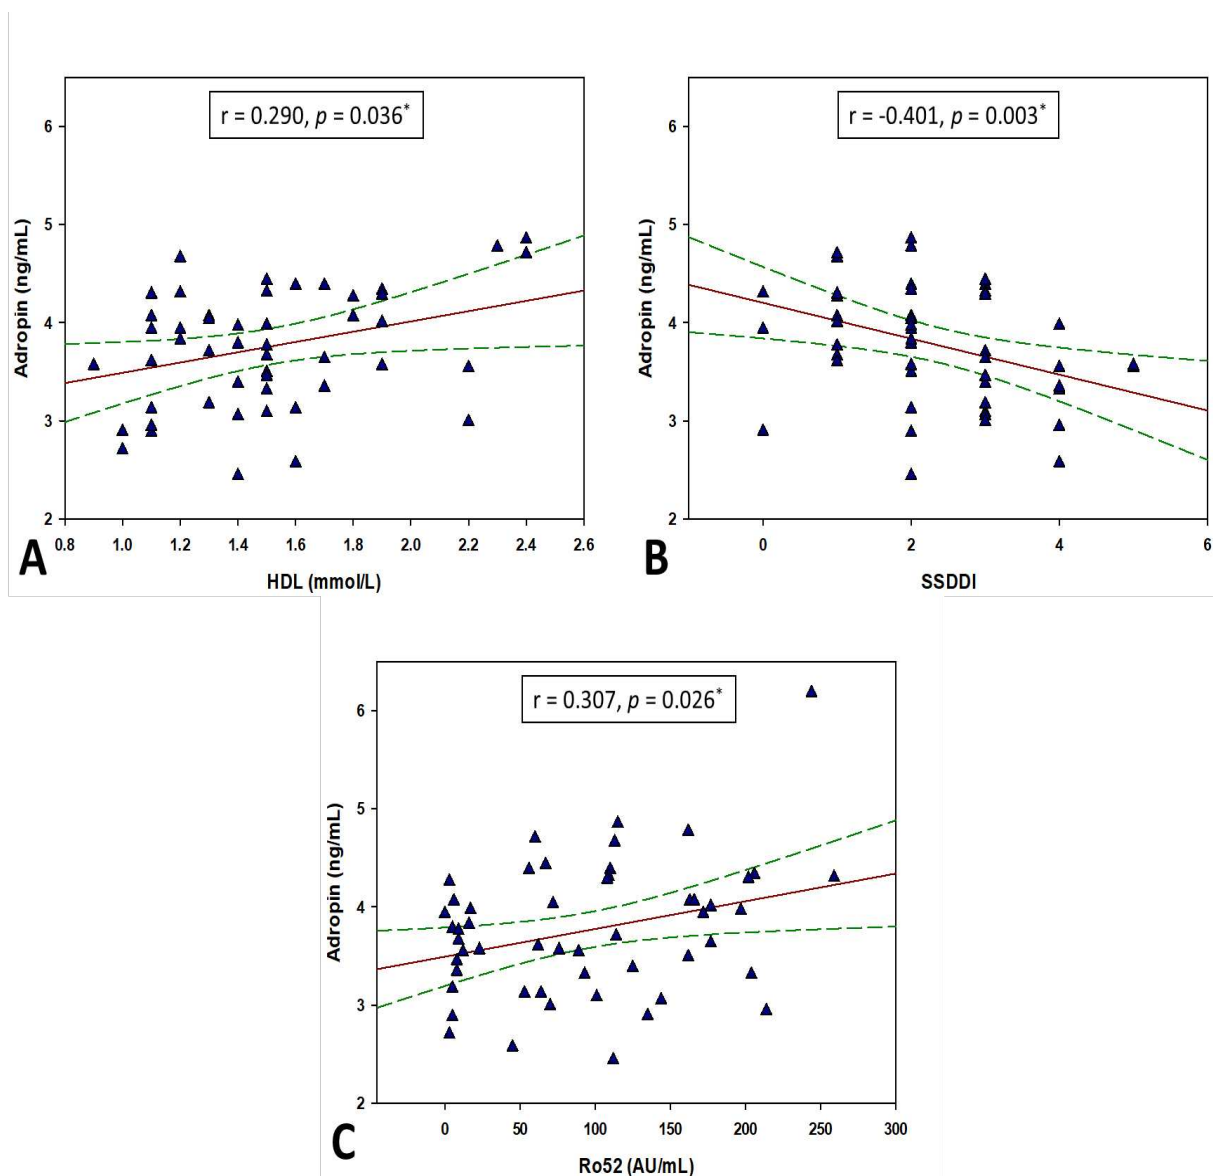 r = 0.290, p = 0.036*
Adropin (ng/mL)
6
5
4
3
2
0.8 1.0 1.2 1.4 1.6 1.8 2.0 2.2 2.4 2.6
A
HDL (mmol/L)
r = -0.401, p = 0.003*
Adropin (ng/mL)
6
5
4
3
2
0 2 4 6
B
SSDDI
r = 0.307, p = 0.026*
Adropin (ng/mL)
6
5
4
3
2
0 50 100 150 200 250 300
C
Ro52 (AU/mL)